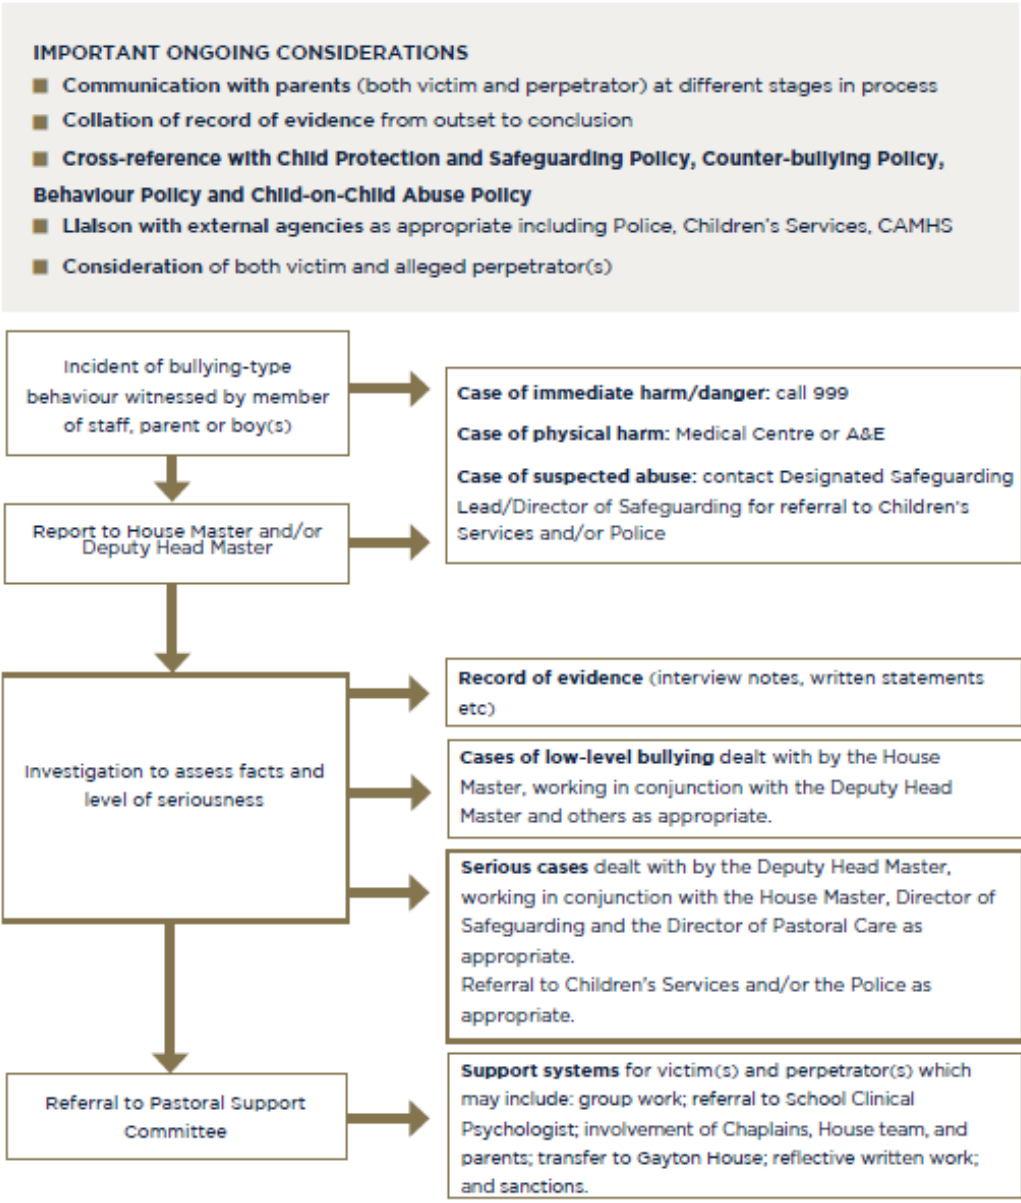 IMPORTANT ONGOING CONSIDERATIONS
■ Communication with parents (both victim and perpetrator) at different stages in process
■ Collation of record of evidence from outset to conclusion
■ Cross-reference with Child Protection and Safeguarding Policy, Counter-bullying Policy,
Behaviour Policy and Child-on-Child Abuse Policy
■ Liaison with external agencies as appropriate including Police, Children's Services, CAMHS
■ Consideration of both victim and alleged perpetrator(s)
Incident of bullying-type
behaviour witnessed by member
of staff, parent or boy(s)
Case of immediate harm/danger: call 999
Case of physical harm: Medical Centre or A&E
Case of suspected abuse: contact Designated Safeguarding
Lead/Director of Safeguarding for referral to Children's
Services and/or Police
Report to House Master and/or
Deputy Head Master
Investigation to assess facts and
level of seriousness
Record of evidence (interview notes, written statements
etc)
Cases of low-level bullying dealt with by the House
Master, working in conjunction with the Deputy Head
Master and others as appropriate.
Serious cases dealt with by the Deputy Head Master,
working in conjunction with the House Master, Director of
Safeguarding and the Director of Pastoral Care as
appropriate.
Referral to Children's Services and/or the Police as
appropriate.
Referral to Pastoral Support
Committee
Support systems for victim(s) and perpetrator(s) which
may include: group work; referral to School Clinical
Psychologist; involvement of Chaplains, House team, and
parents; transfer to Gayton House; reflective written work;
and sanctions.